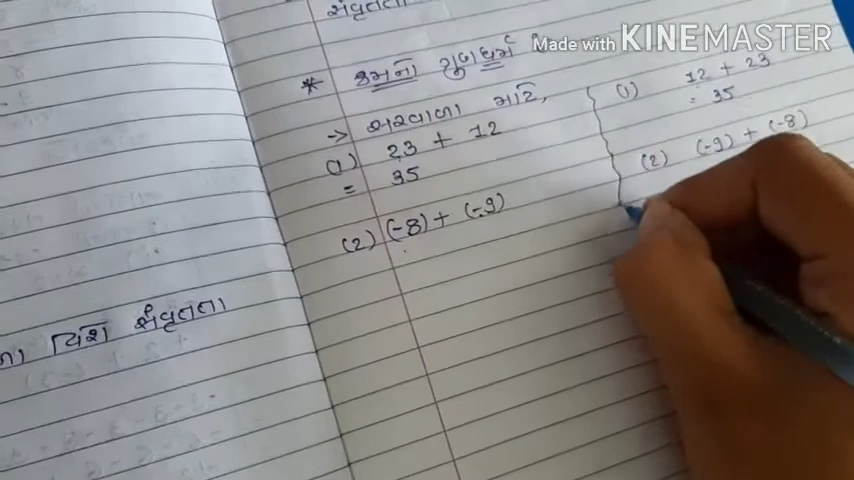 સંવૃતતા
Made with KINEMASTER
* ક્રમનો ગુણધર્મ
→ સરવાળા માટે,
(1) 23 + 12
= 35
(2) (-8) + (-9)
(1) 12 + 23
= 35
(2) (-9) + (-8)
વિશે સંવૃતતા